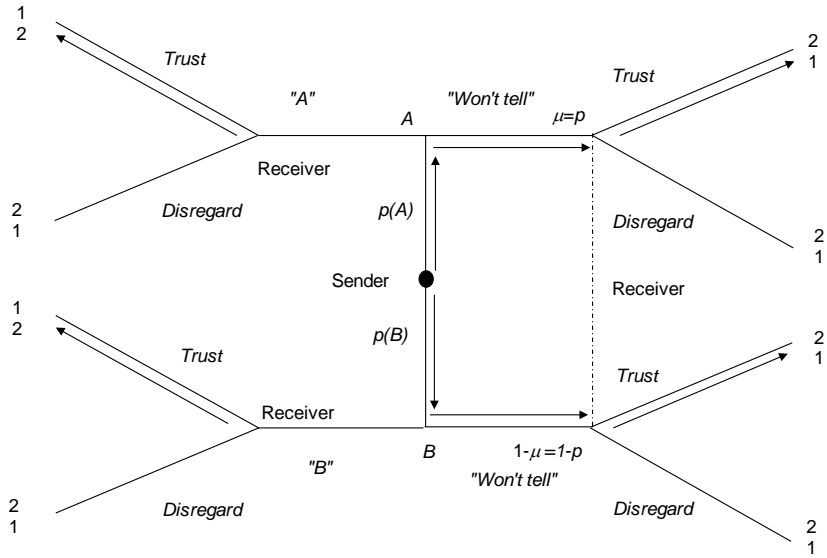 1
2
Trust
2
1
"A"
"Won't tell"
Trust
A
μ=p
Receiver
2
1
Disregard
p(A)
Disregard
2
1
Sender
Receiver
1
2
p(B)
2
1
Trust
Trust
Receiver
B
1-μ=1-p
"B"
"Won't tell"
2
1
Disregard
Disregard
2
1